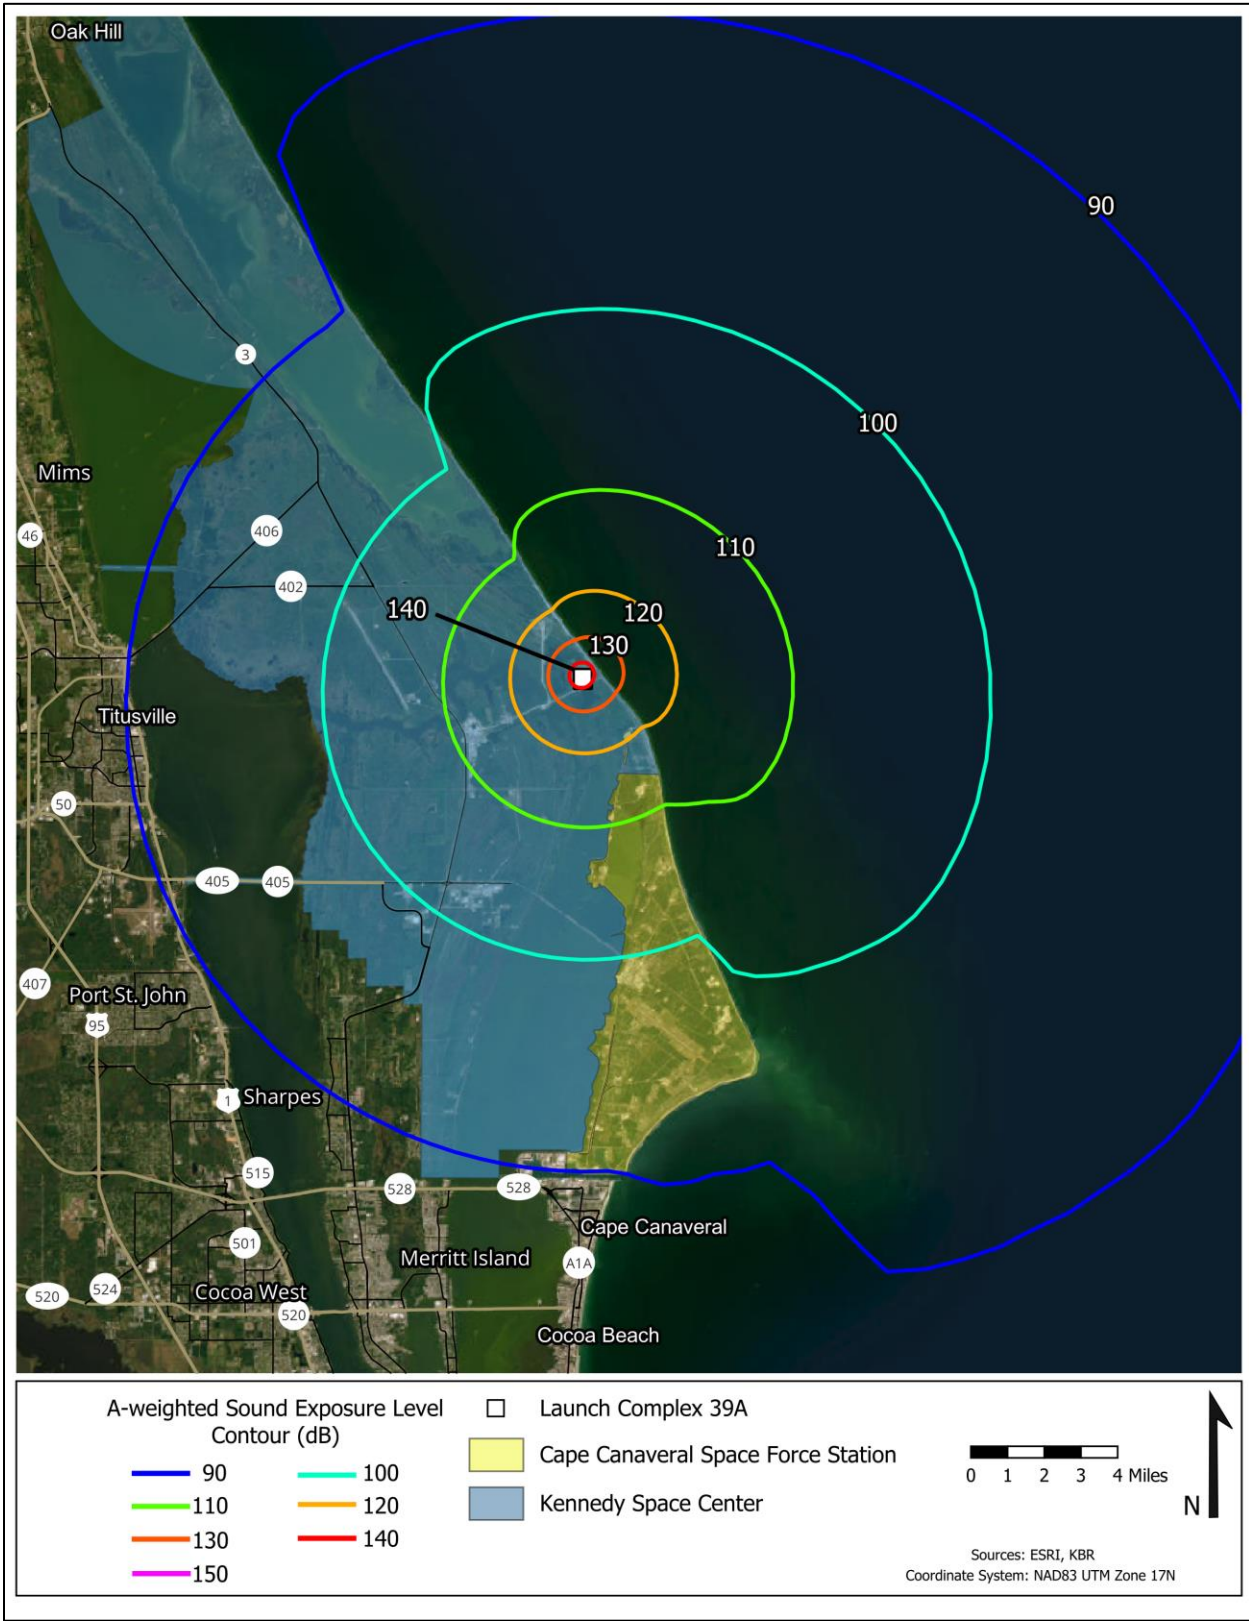 Oak Hill
90
3
100
Mims
46
406
110
402
140
120
130
Titusville
50
405
405
407
Port St. John
95
1
Sharpes
515
528
528
Cape Canaveral
501
Merritt Island
A1A
524
520
Cocoa West
520
Cocoa Beach
A-weighted Sound Exposure Level
Contour (dB)
90
100
110
120
130
140
150
Launch Complex 39A
Cape Canaveral Space Force Station
Kennedy Space Center
0 1 2 3 4 Miles
N
Sources: ESRI, KBR
Coordinate System: NAD83 UTM Zone 17N